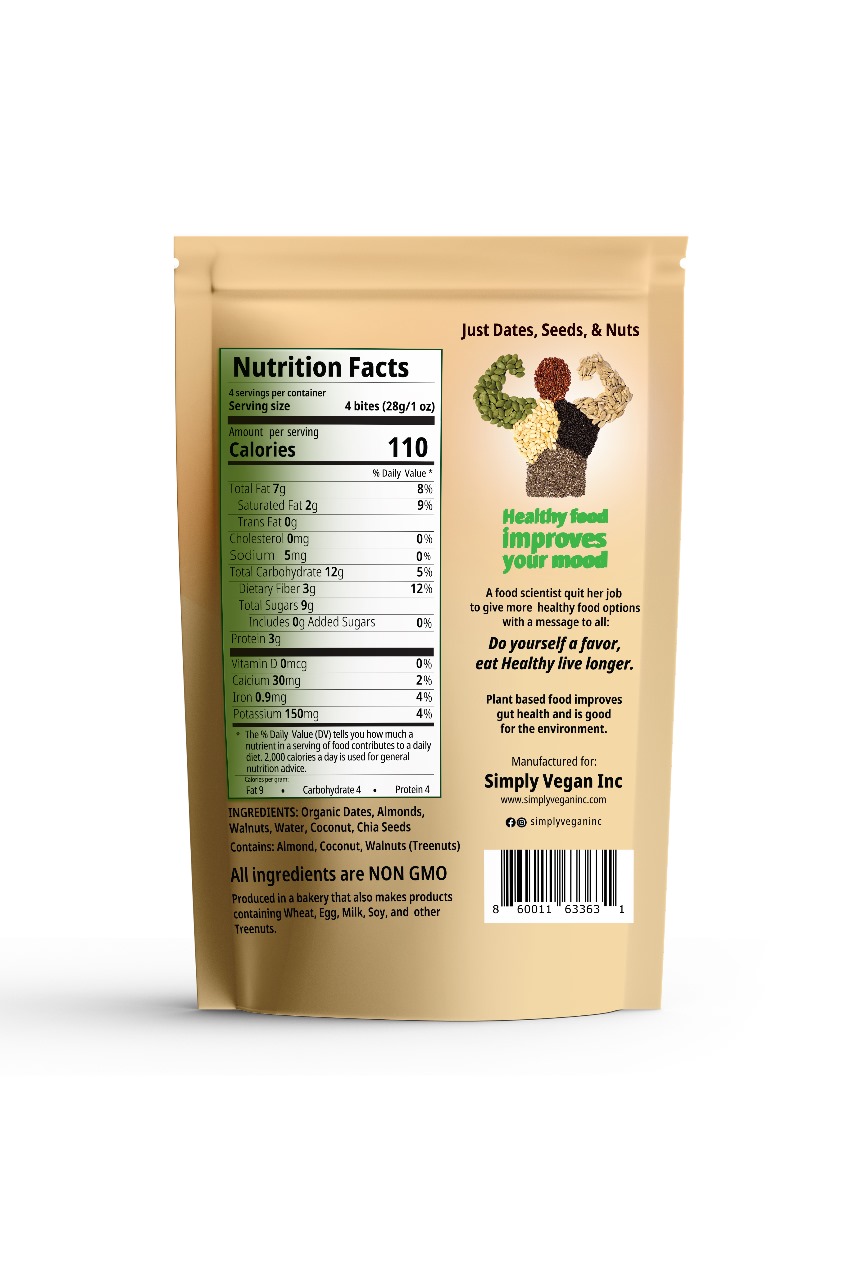 Just Dates, Seeds, & Nuts
Nutrition Facts
4 servings per container
Serving size 4 bites (28g/1 oz)
Amount per serving
Calories 110
% Daily Value *
Total Fat 7g 8%
Saturated Fat 2g 9%
Trans Fat 0g
Cholesterol 0mg 0%
Sodium 5mg 0%
Total Carbohydrate 12g 5%
Dietary Fiber 3g 12%
Total Sugars 9g
Includes 0g Added Sugars 0%
Protein 3g
Vitamin D 0mcg 0%
Calcium 30mg 2%
Iron 0.9mg 4%
Potassium 150mg 4%
* The % Daily Value (DV) tells you how much a
nutrient in a serving of food contributes to a daily
diet. 2,000 calories a day is used for general
nutrition advice.
Calories per gram:
Fat 9 • Carbohydrate 4 • Protein 4
INGREDIENTS: Organic Dates, Almonds,
Walnuts, Water, Coconut, Chia Seeds
Contains: Almond, Coconut, Walnuts (Treenuts)
All ingredients are NON GMO
Produced in a bakery that also makes products
containing Wheat, Egg, Milk, Soy, and other
Treenuts.
Healthy food
improves
your mood
A food scientist quit her job
to give more healthy food options
with a message to all:
Do yourself a favor,
eat Healthy live longer.
Plant based food improves
gut health and is good
for the environment.
Manufactured for:
Simply Vegan Inc
www.simplyveganinc.com
simplyveganinc
8 60011 63363 1